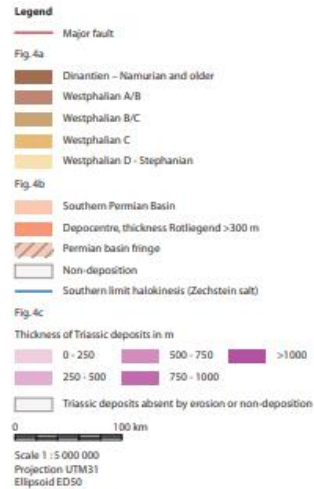 Legend
Major fault
Fig. 4a
Dinantien – Namurian and older
Westphalian A/B
Westphalian B/C
Westphalian C
Westphalian D - Stephanian
Fig. 4b
Southern Permian Basin
Depocentre, thickness Rotliegend >300 m
Permian basin fringe
Non-deposition
Southern limit halokinesis (Zechstein salt)
Fig. 4c
Thickness of Triassic deposits in m
0 - 250 500 - 750 >1000
250 - 500 750 - 1000
Triassic deposits absent by erosion or non-deposition
0 100 km
Scale 1 : 5 000 000
Projection UTM31
Ellipsoid ED50